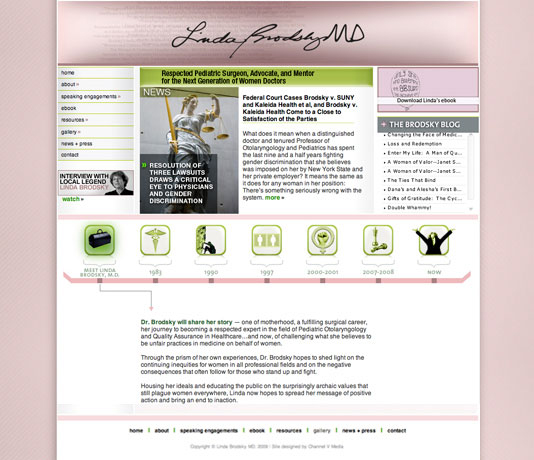 Linda Brodsky MD
home
about »
speaking engagements »
ebook
resources »
gallery »
news + press
contact
INTERVIEW WITH
LOCAL LEGEND
LINDA BRODSKY
watch »
Respected Pediatric Surgeon, Advocate, and Mentor
for the Next Generation of Women Doctors
NEWS
» RESOLUTION OF
THREE LAWSUITS
DRAWS A CRITICAL
EYE TO PHYSICIANS
AND GENDER
DISCRIMINATION
Federal Court Cases Brodsky v. SUNY
and Kaleida Health et al, and Brodsky v.
Kaleida Health Come to a Close to
Satisfaction of the Parties
What does it mean when a distinguished
doctor and tenured Professor of
Otolaryngology and Pediatrics has spent
the last nine and a half years fighting
gender discrimination that she believes
was imposed on her by New York State and
her private employer? It means the same as
it does for any woman in her position:
There's something seriously wrong with the
system. more »
Download Linda's ebook
+ THE BRODSKY BLOG
Changing the Face of Medic...
Loss and Redemption
Enter My Life: A Man of Qu...
A Woman of Valor--Janet S...
A Woman of Valor--Janet S...
The Ties That Bind
Dana's and Alesha's First B...
Gifts of Gratitude: The Cyc...
Double Whammy!
MEET LINDA
BRODSKY, M.D.
1983
1990
1997
2000-2001
2007-2008
NOW
Dr. Brodsky will share her story — one of motherhood, a fulfilling surgical career,
her journey to becoming a respected expert in the field of Pediatric Otolaryngology
and Quality Assurance in Healthcare...and now, of challenging what she believes to
be unfair practices in medicine on behalf of women.
Through the prism of her own experiences, Dr. Brodsky hopes to shed light on the
continuing inequities for women in all professional fields and on the negative
consequences that often follow for those who stand up and fight.
Housing her ideals and educating the public on the surprisingly archaic values that
still plague women everywhere, Linda now hopes to spread her message of positive
action and bring an end to inaction.
home | about | speaking engagements | ebook | resources | gallery | news + press | contact
Copyright © Linda Brodsky MD, 2009 | Site designed by Channel V Media